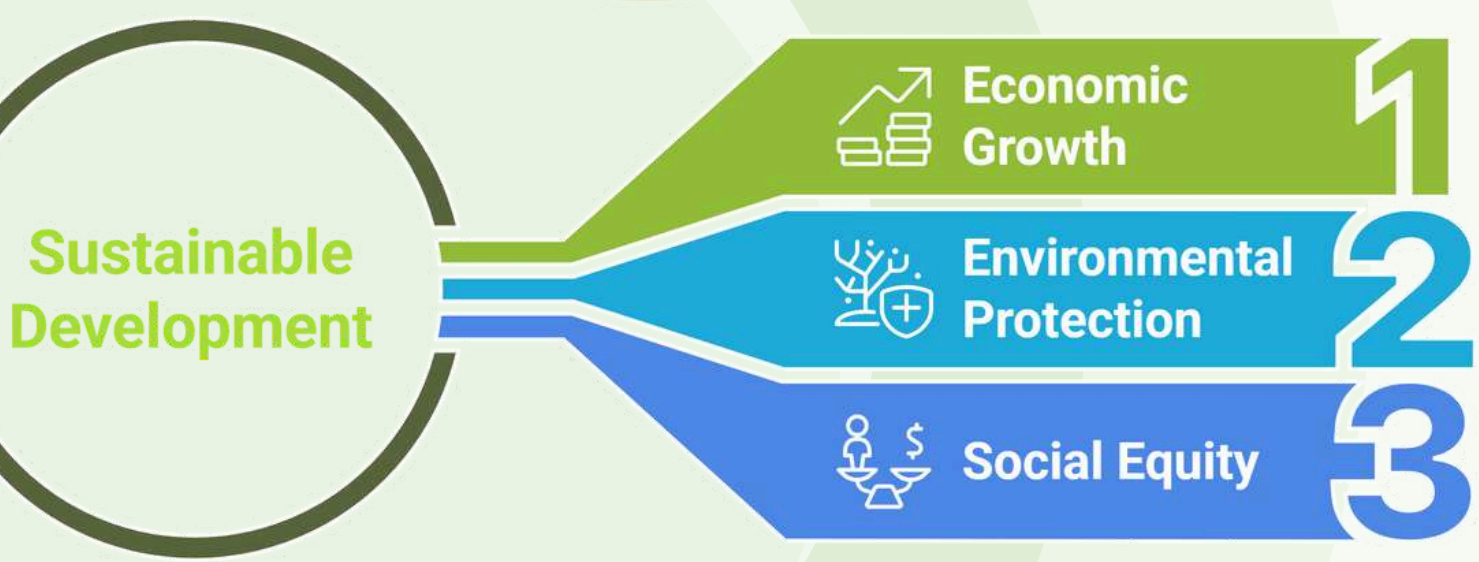 Sustainable
Development
Economic
Growth
1
Environmental
Protection
2
$
Social Equity
3